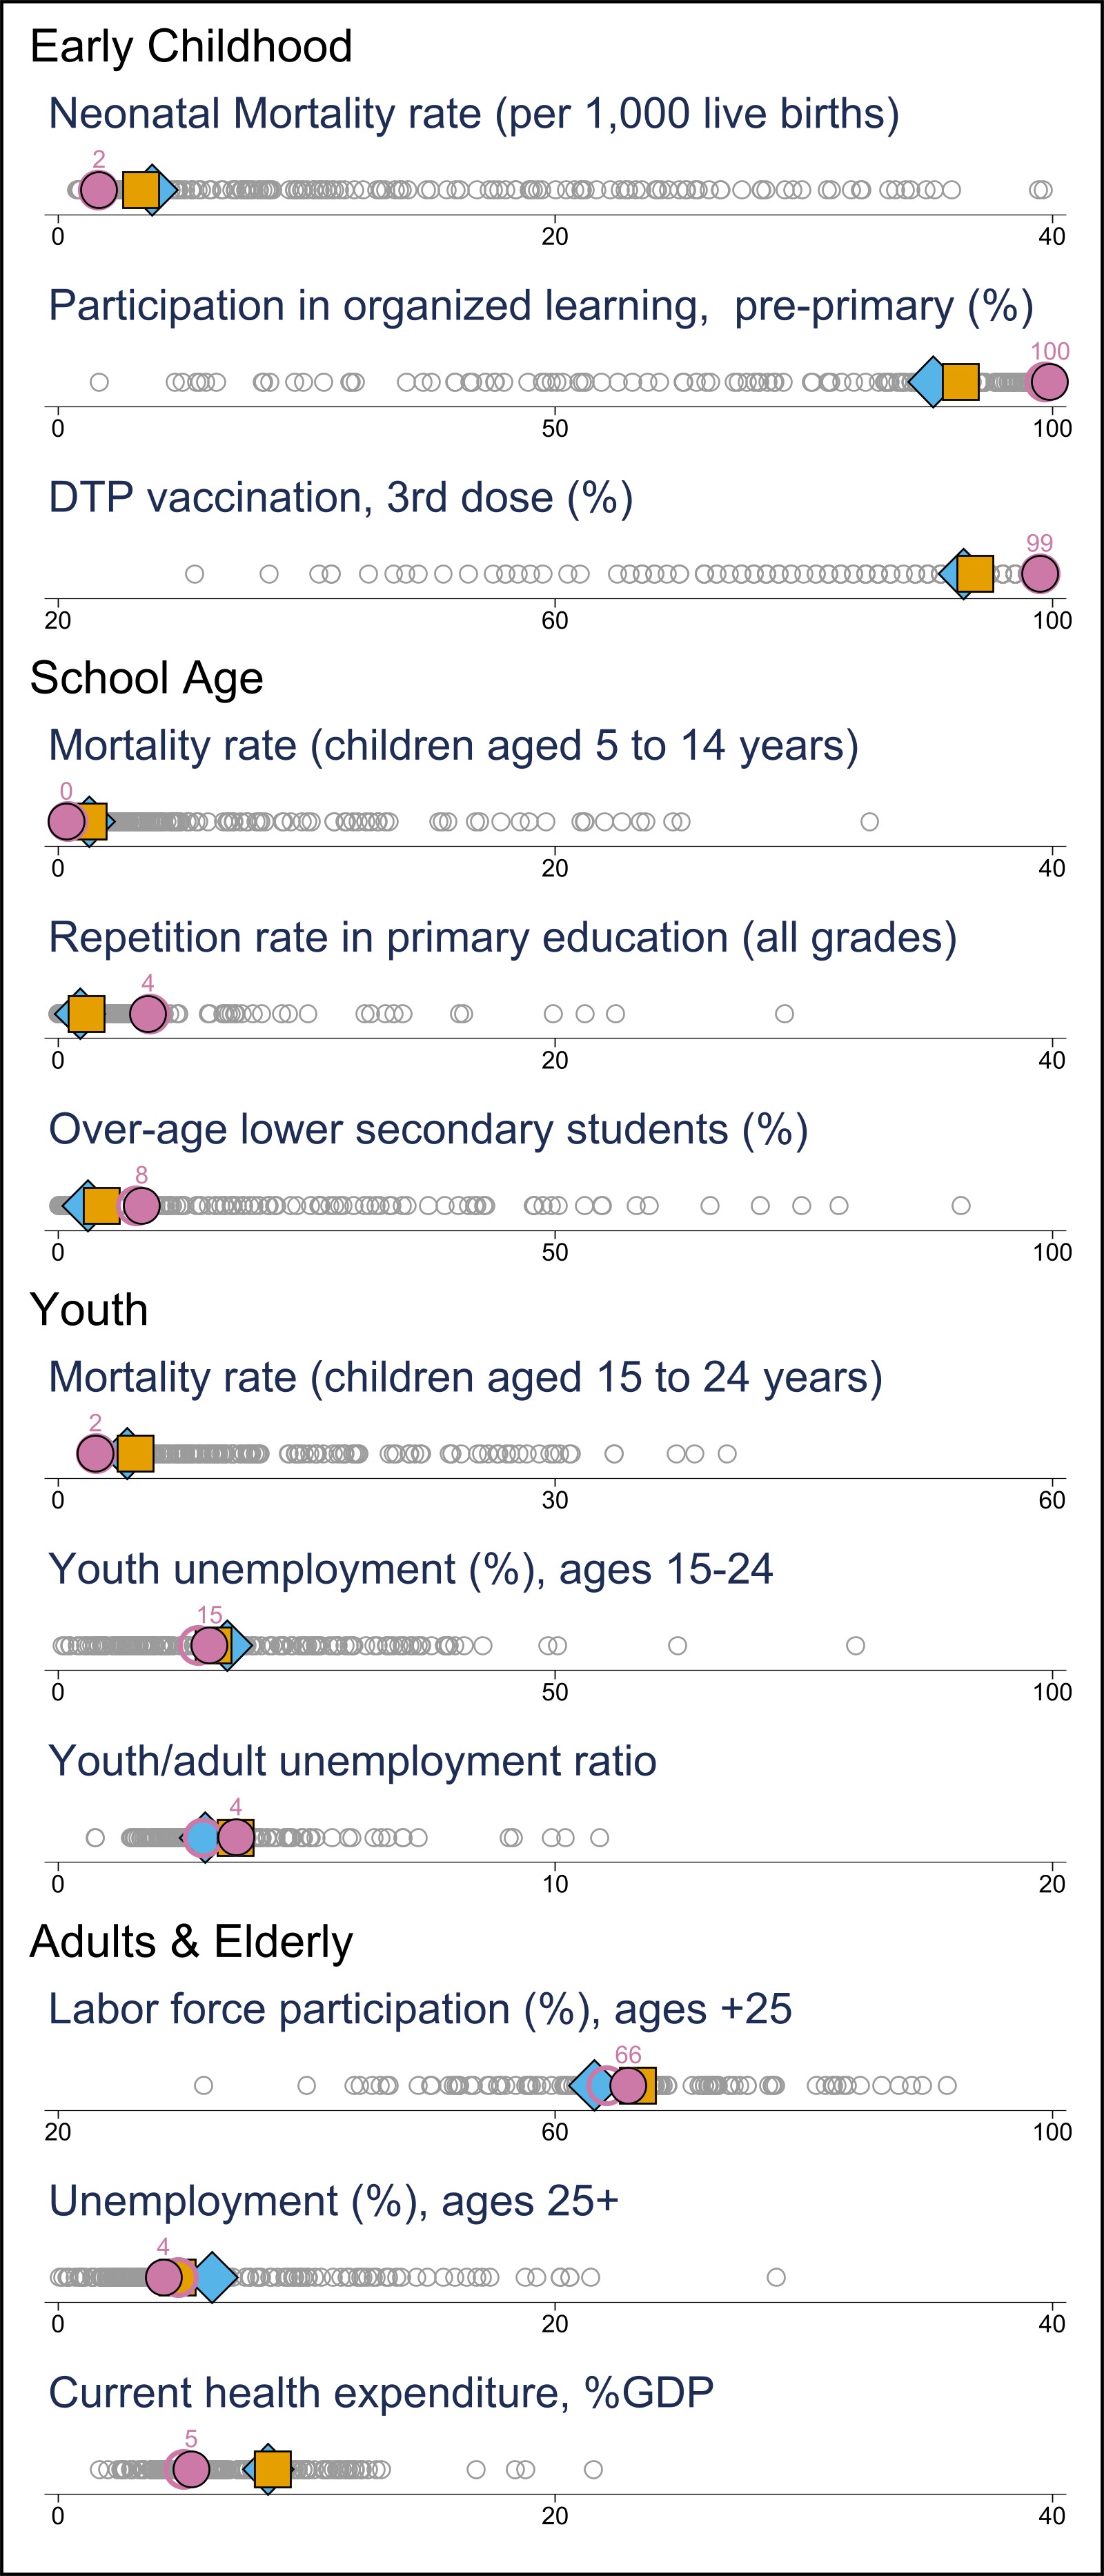 Early Childhood
Neonatal Mortality rate (per 1,000 live births)
2
0 20 40
Participation in organized learning,  pre-primary (%)
100
0 50 100
DTP vaccination, 3rd dose (%)
99
20 60 100
School Age
Mortality rate (children aged 5 to 14 years)
0
0 20 40
Repetition rate in primary education (all grades)
4
0 20 40
Over-age lower secondary students (%)
8
0 50 100
Youth
Mortality rate (children aged 15 to 24 years)
2
0 30 60
Youth unemployment (%), ages 15-24
15
0 50 100
Youth/adult unemployment ratio
4
0 10 20
Adults & Elderly
Labor force participation (%), ages +25
66
20 60 100
Unemployment (%), ages 25+
4
0 20 40
Current health expenditure, %GDP
5
0 20 40